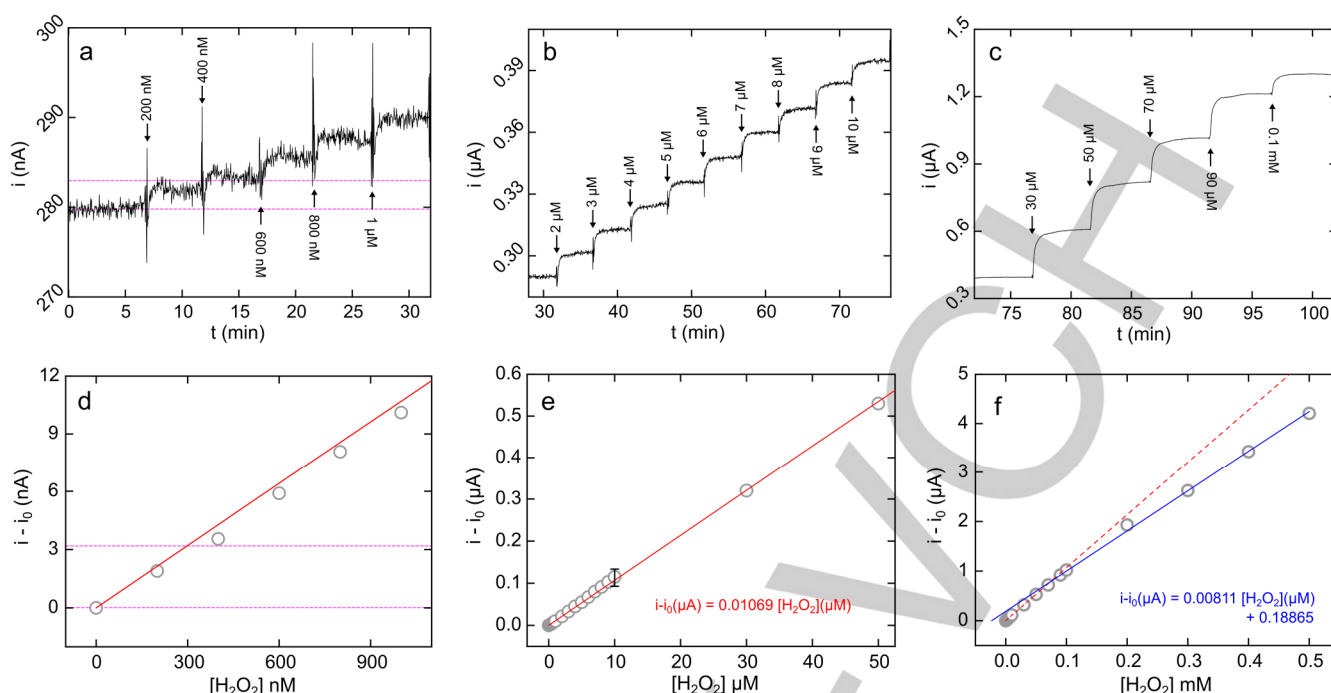 a
300
290
280
270
i (nA)
200 nM
400 nM
600 nM
800 nM
1 µM
0 5 10 15 20 25 30
t (min)
b
0.39
0.36
0.33
0.30
i (µA)
2 µM
3 µM
4 µM
5 µM
6 µM
7 µM
8 µM
9 µM
10 µM
30 40 50 60 70
t (min)
c
1.5
1.2
0.9
0.6
0.3
i (µA)
30 µM
50 µM
70 µM
90 µM
0.1 mM
75 80 85 90 95 100
t (min)
d
12
9
6
3
0
i - i₀ (nA)
0 300 600 900
[H₂O₂] nM
e
0.6
0.5
0.4
0.3
0.2
0.1
0.0
i - i₀ (µA)
i-i₀(µA) = 0.01069 [H₂O₂](µM)
0 10 20 30 40 50
[H₂O₂] µM
f
5
4
3
2
1
0
i - i₀ (µA)
i-i₀(µA) = 0.00811 [H₂O₂](µM)
+ 0.18865
0.0 0.1 0.2 0.3 0.4 0.5
[H₂O₂] mM
VCH